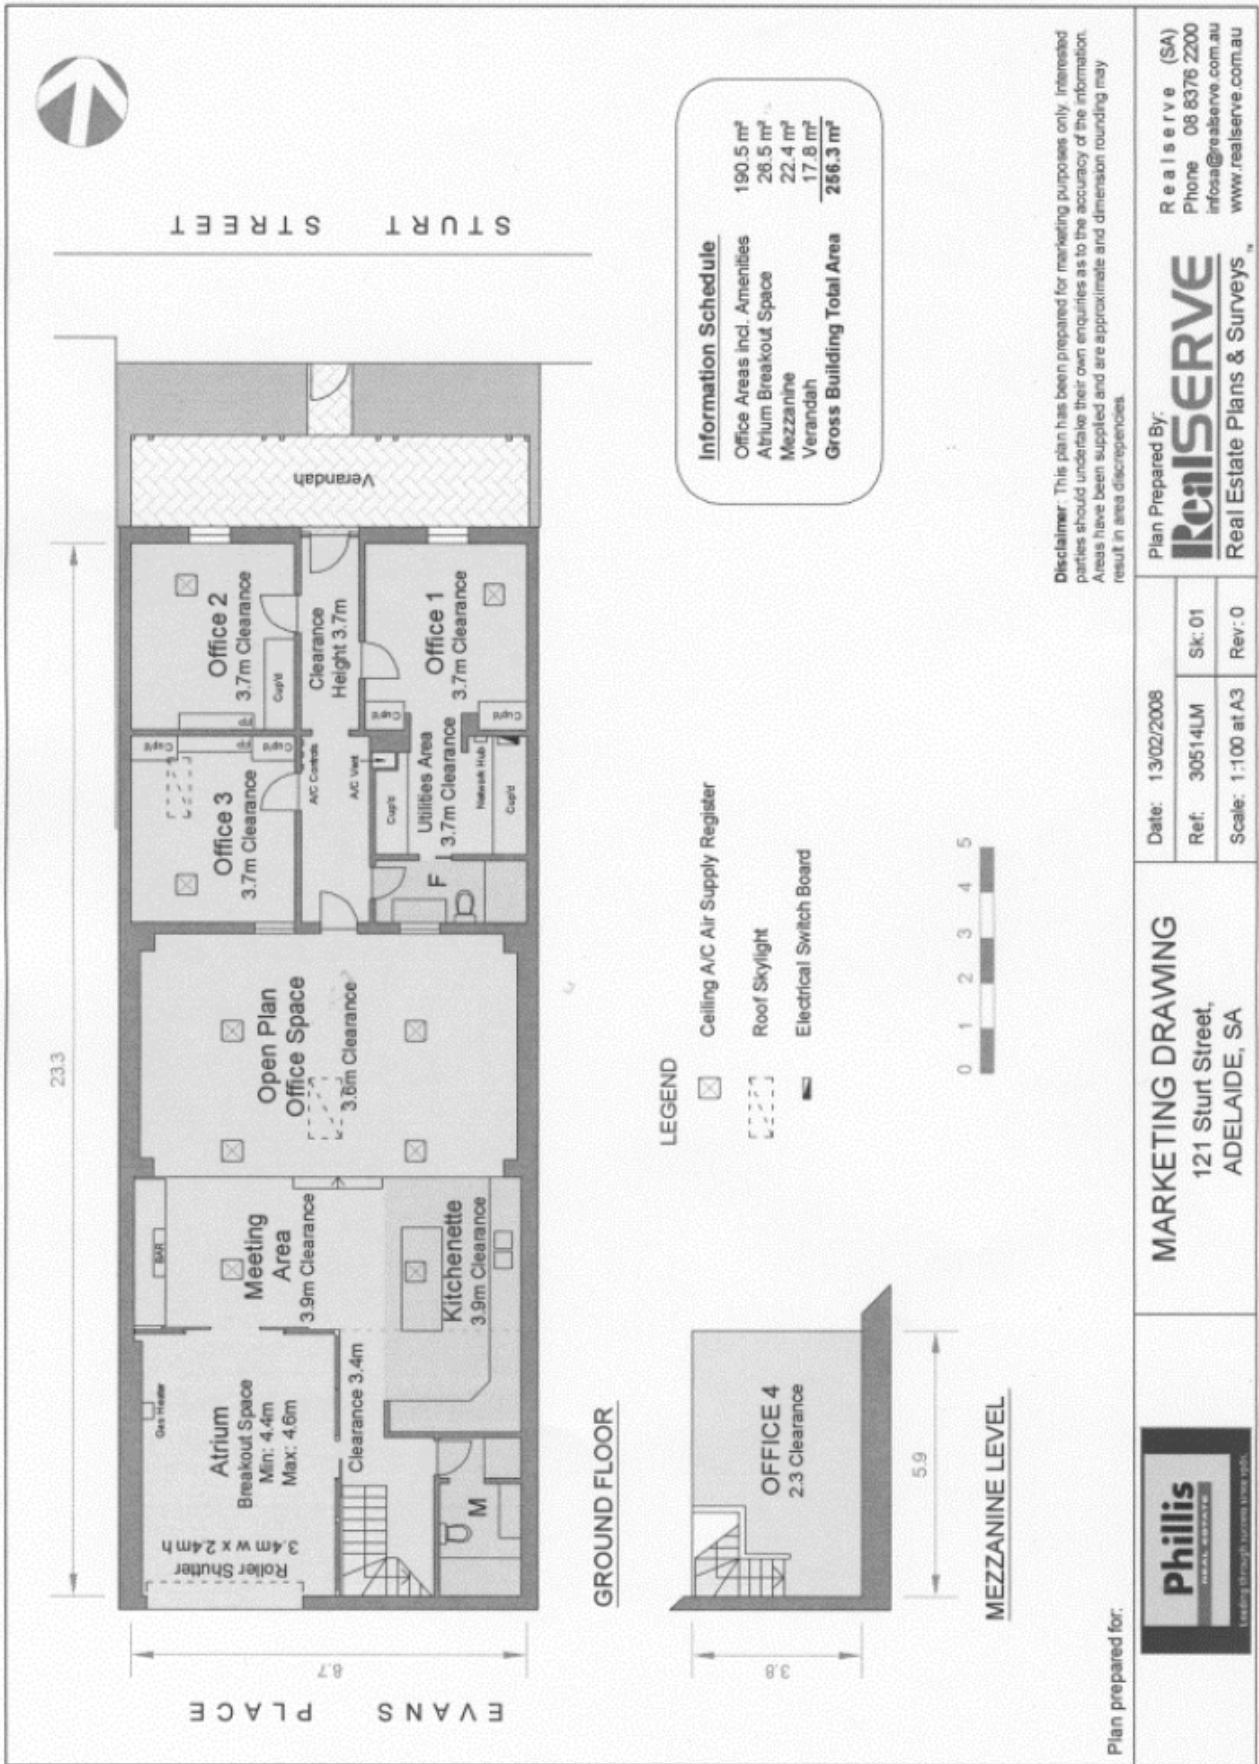 STURT STREET
EVANS PLACE
23.3
8.7
Verandah
Office 2
3.7m Clearance
Cup'd
Clearance
Height 3.7m
Office 1
3.7m Clearance
Cup'd
Cup'd
Office 3
3.7m Clearance
Cup'd
Cup'd
A/C Controls
A/C Vent
Utilities Area
3.7m Clearance
Cup'd
Network Hub
Cup'd
F
Open Plan
Office Space
3.6m Clearance
BAR
Meeting
Area
3.9m Clearance
Kitchenette
3.9m Clearance
Gas Heater
Atrium
Breakout Space
Min: 4.4m
Max: 4.6m
Clearance 3.4m
Roller Shutter
3.4m w x 2.4m h
M
GROUND FLOOR
OFFICE 4
2.3 Clearance
3.8
5.9
MEZZANINE LEVEL
LEGEND
Ceiling A/C Air Supply Register
Roof Skylight
Electrical Switch Board
0 1 2 3 4 5
Information Schedule
Office Areas incl. Amenities 190.5 m²
Atrium Breakout Space 26.5 m²
Mezzanine 22.4 m²
Verandah 17.8 m²
Gross Building Total Area 256.3 m²
Disclaimer: This plan has been prepared for marketing purposes only. Interested
parties should undertake their own enquiries as to the accuracy of the information.
Areas have been supplied and are approximate and dimension rounding may
result in area discrepencies.
Plan prepared for:
Phillis
REAL ESTATE
MARKETING DRAWING
121 Sturt Street,
ADELAIDE, SA
Date: 13/02/2008
Ref: 30514LM
Sk: 01
Scale: 1:100 at A3
Rev: 0
Plan Prepared By:
RealSERVE
Real Estate Plans & Surveys ™
Realserve (SA)
Phone 08 8376 2200
infosa@realserve.com.au
www.realserve.com.au